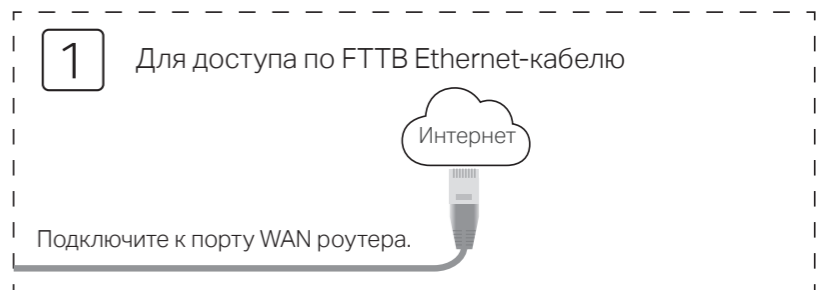 1
Для доступа по FTTB Ethernet-кабелю
Интернет
Подключите к порту WAN роутера.